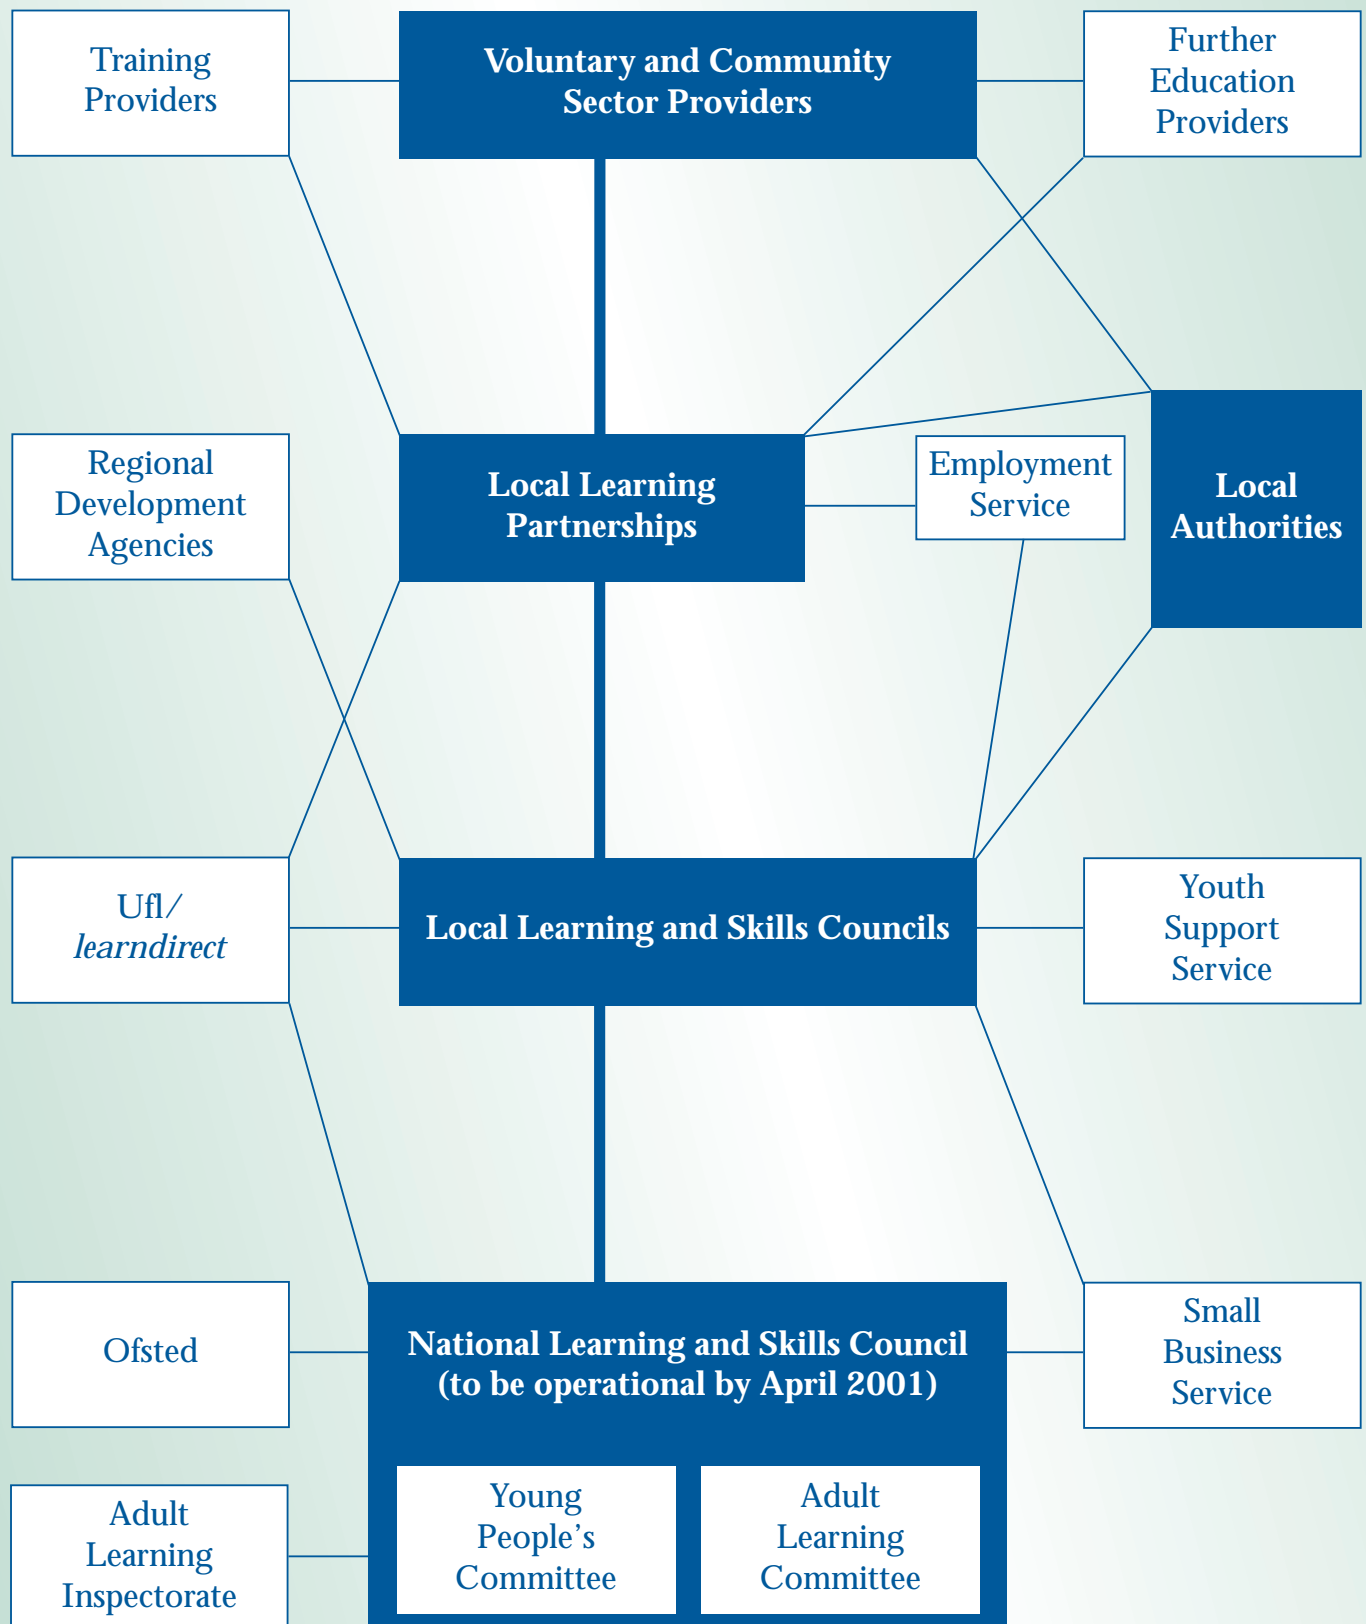 Training
Providers
Voluntary and Community
Sector Providers
Further
Education
Providers
Regional
Development
Agencies
Local Learning
Partnerships
Employment
Service
Local
Authorities
Ufl/
learndirect
Local Learning and Skills Councils
Youth
Support
Service
Ofsted
National Learning and Skills Council
(to be operational by April 2001)
Small
Business
Service
Adult
Learning
Inspectorate
Young
People’s
Committee
Adult
Learning
Committee